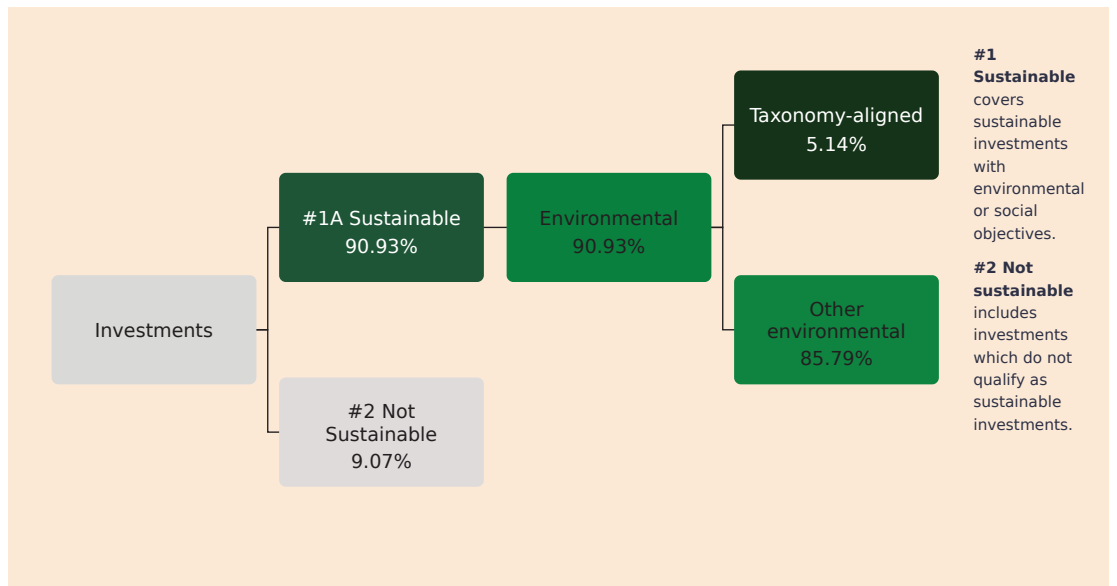 Investments
#1A Sustainable
90.93%
#2 Not
Sustainable
9.07%
Environmental
90.93%
Taxonomy-aligned
5.14%
Other
environmental
85.79%
#1
Sustainable
covers
sustainable
investments
with
environmental
or social
objectives.
#2 Not
sustainable
includes
investments
which do not
qualify as
sustainable
investments.